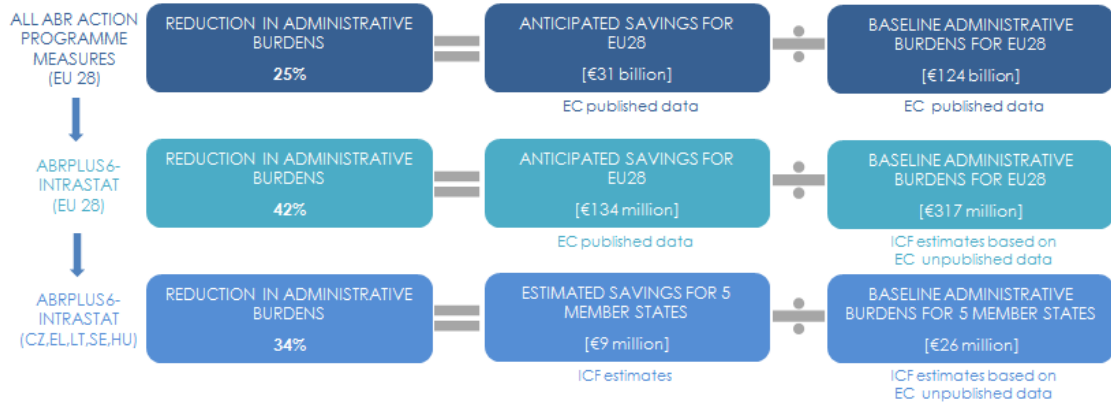 ALL ABR ACTION
PROGRAMME
MEASURES
(EU 28)
REDUCTION IN ADMINISTRATIVE
BURDENS
25%
ANTICIPATED SAVINGS FOR
EU28
[€31 billion]
EC published data
BASELINE ADMINISTRATIVE
BURDENS FOR EU28
[€124 billion]
EC published data
ABRPLUS6-
INTRASTAT
(EU 28)
REDUCTION IN ADMINISTRATIVE
BURDENS
42%
ANTICIPATED SAVINGS FOR
EU28
[€134 million]
EC published data
BASELINE ADMINISTRATIVE
BURDENS FOR EU28
[€317 million]
ICF estimates based on
EC unpublished data
ABRPLUS6-
INTRASTAT
(CZ,EL,LT,SE,HU)
REDUCTION IN ADMINISTRATIVE
BURDENS
34%
ESTIMATED SAVINGS FOR 5
MEMBER STATES
[€9 million]
ICF estimates
BASELINE ADMINISTRATIVE
BURDENS FOR 5 MEMBER STATES
[€26 million]
ICF estimates based on
EC unpublished data